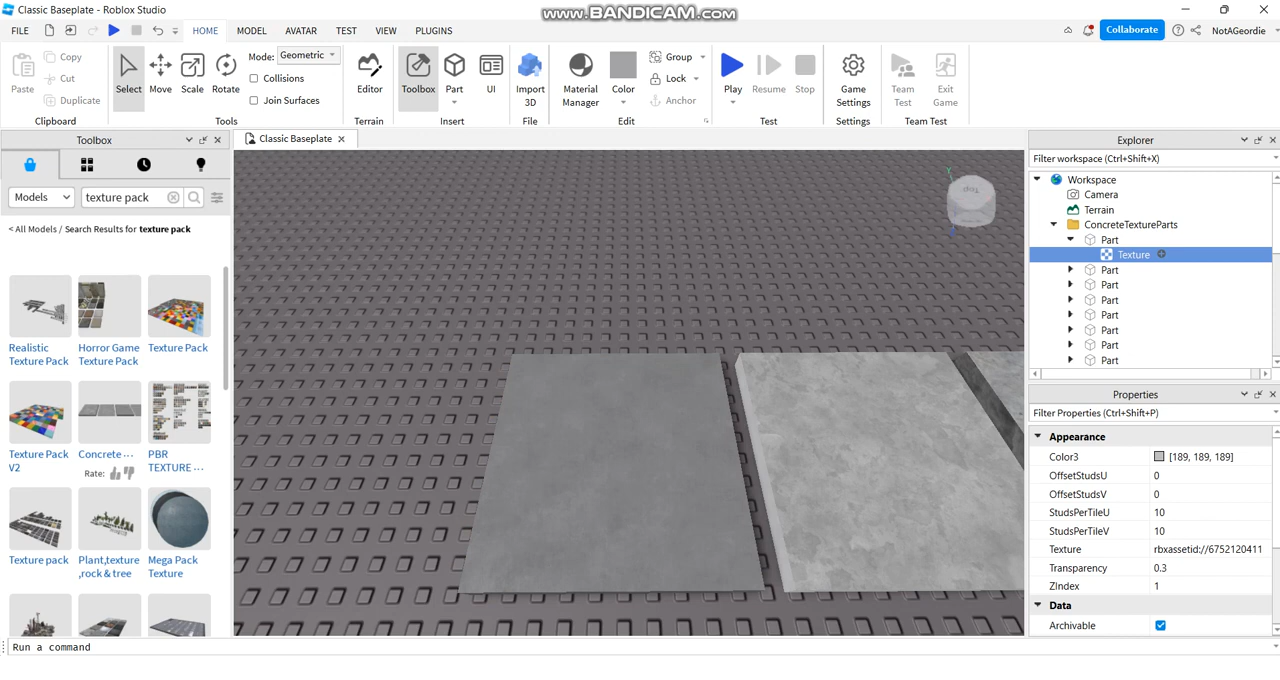 Classic Baseplate - Roblox Studio
www.BANDICAM.com
FILE HOME MODEL AVATAR TEST VIEW PLUGINS Collaborate NotAGeordie
Paste Copy Cut Duplicate Select Move Scale Rotate Mode: Geometric Collisions Join Surfaces Editor Toolbox Part UI Import 3D Material Manager Color Group Lock Anchor Play Resume Stop Game Settings Team Test Exit Game
Clipboard Tools Terrain Insert File Edit Test Settings Team Test
Toolbox
Classic Baseplate
Models texture pack
< All Models / Search Results for texture pack
Realistic Texture Pack
Horror Game Texture Pack
Texture Pack
Texture Pack V2
Concrete ...
Rate:
PBR TEXTURE ...
Texture pack
Plant,texture ,rock & tree
Mega Pack Texture
TOP
Y
Explorer
Filter workspace (Ctrl+Shift+X)
Workspace
Camera
Terrain
ConcreteTextureParts
Part
Texture
Part
Part
Part
Part
Part
Part
Part
Properties
Filter Properties (Ctrl+Shift+P)
Appearance
Color3 [189, 189, 189]
OffsetStudsU 0
OffsetStudsV 0
StudsPerTileU 10
StudsPerTileV 10
Texture rbxassetid://6752120411
Transparency 0.3
ZIndex 1
Data
Archivable
Run a command